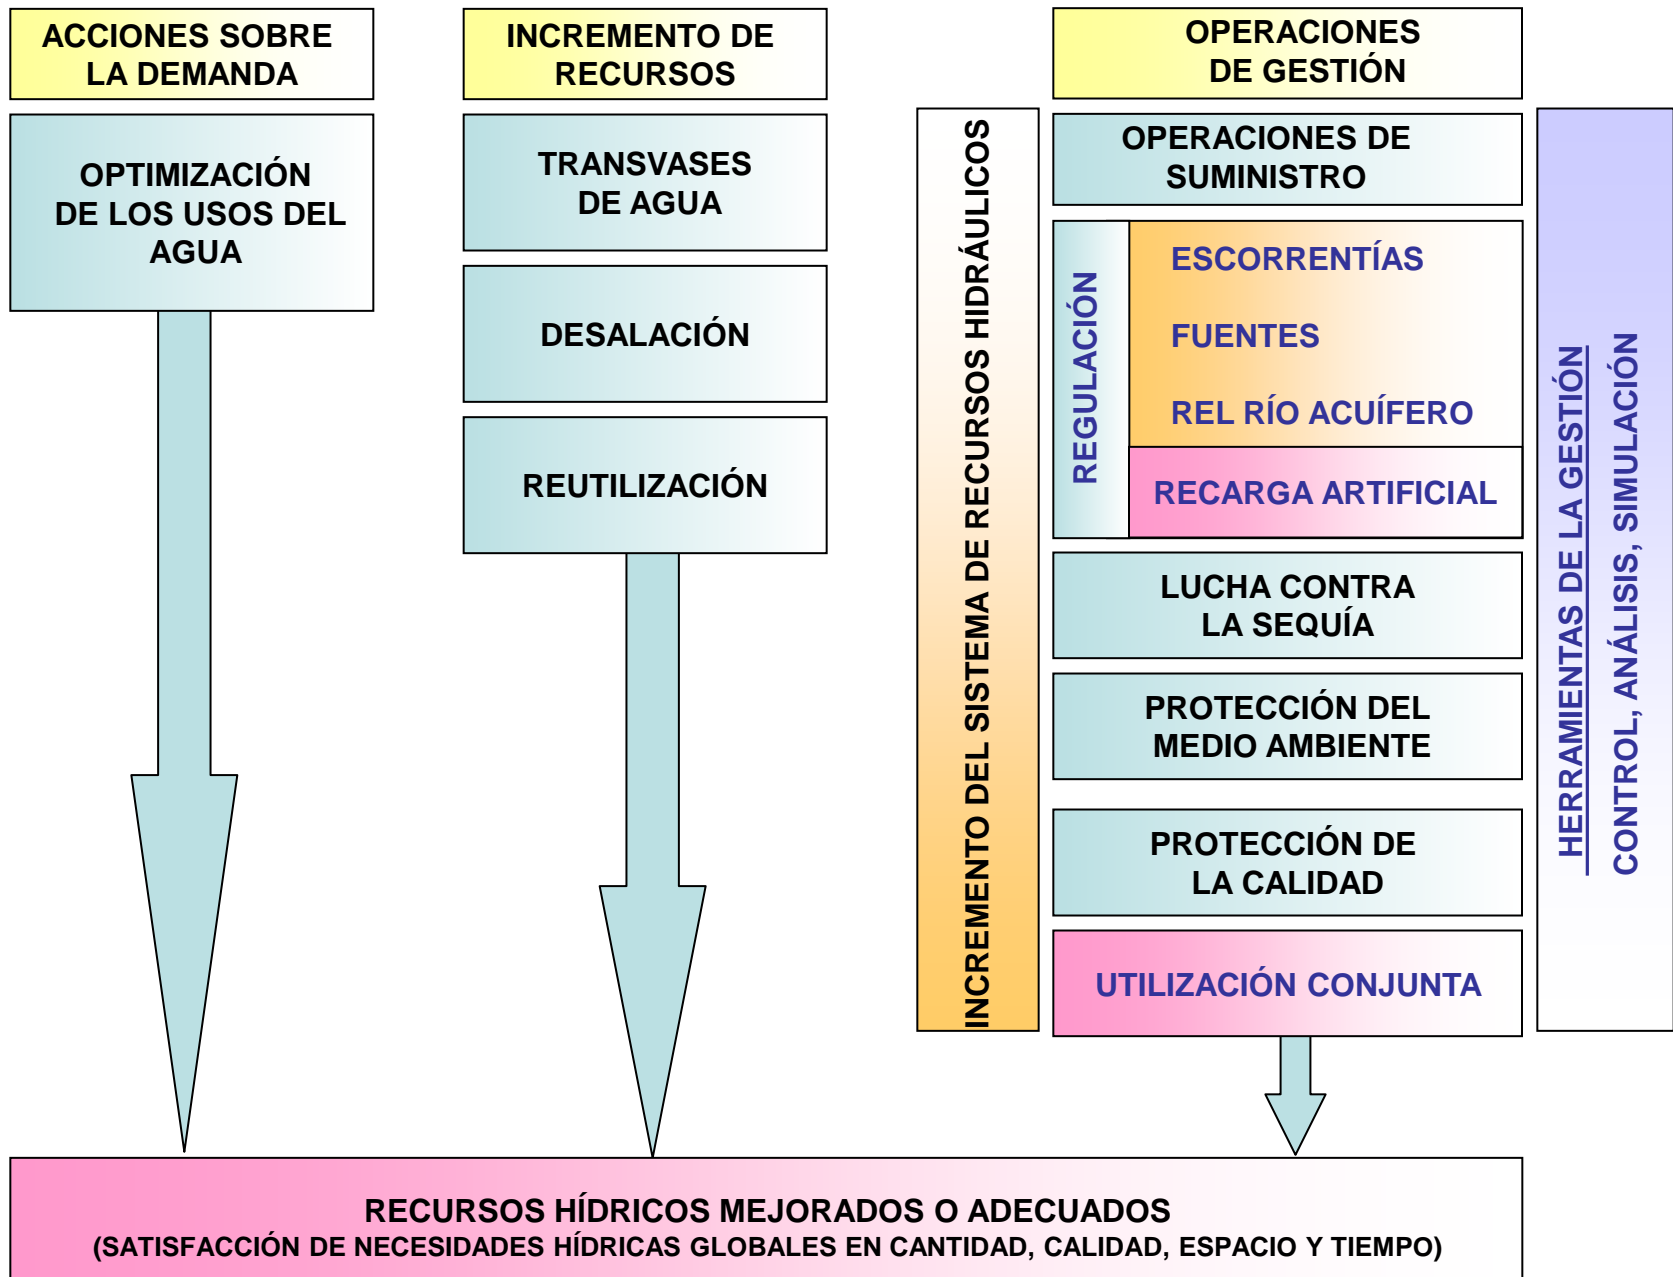 ACCIONES SOBRE
LA DEMANDA
OPTIMIZACIÓN
DE LOS USOS DEL
AGUA
INCREMENTO DE
RECURSOS
TRANSVASES
DE AGUA
DESALACIÓN
REUTILIZACIÓN
INCREMENTO DEL SISTEMA DE RECURSOS HIDRÁULICOS
OPERACIONES
DE GESTIÓN
OPERACIONES DE
SUMINISTRO
REGULACIÓN
ESCORRENTÍAS
FUENTES
REL RÍO ACUÍFERO
RECARGA ARTIFICIAL
LUCHA CONTRA
LA SEQUÍA
PROTECCIÓN DEL
MEDIO AMBIENTE
PROTECCIÓN DE
LA CALIDAD
UTILIZACIÓN CONJUNTA
HERRAMIENTAS DE LA GESTIÓN
CONTROL, ANÁLISIS, SIMULACIÓN
RECURSOS HÍDRICOS MEJORADOS O ADECUADOS
(SATISFACCIÓN DE NECESIDADES HÍDRICAS GLOBALES EN CANTIDAD, CALIDAD, ESPACIO Y TIEMPO)